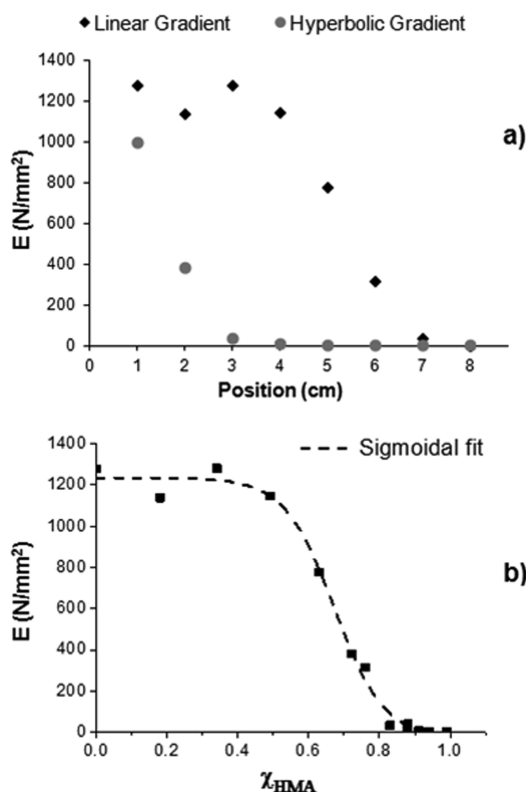 ◆ Linear Gradient ● Hyperbolic Gradient
1400
1200
1000
800
600
400
200
0
E (N/mm²)
0 1 2 3 4 5 6 7 8
Position (cm)
a)
--- Sigmoidal fit
1400
1200
1000
800
600
400
200
0
E (N/mm²)
0.0 0.2 0.4 0.6 0.8 1.0
χHMA
b)